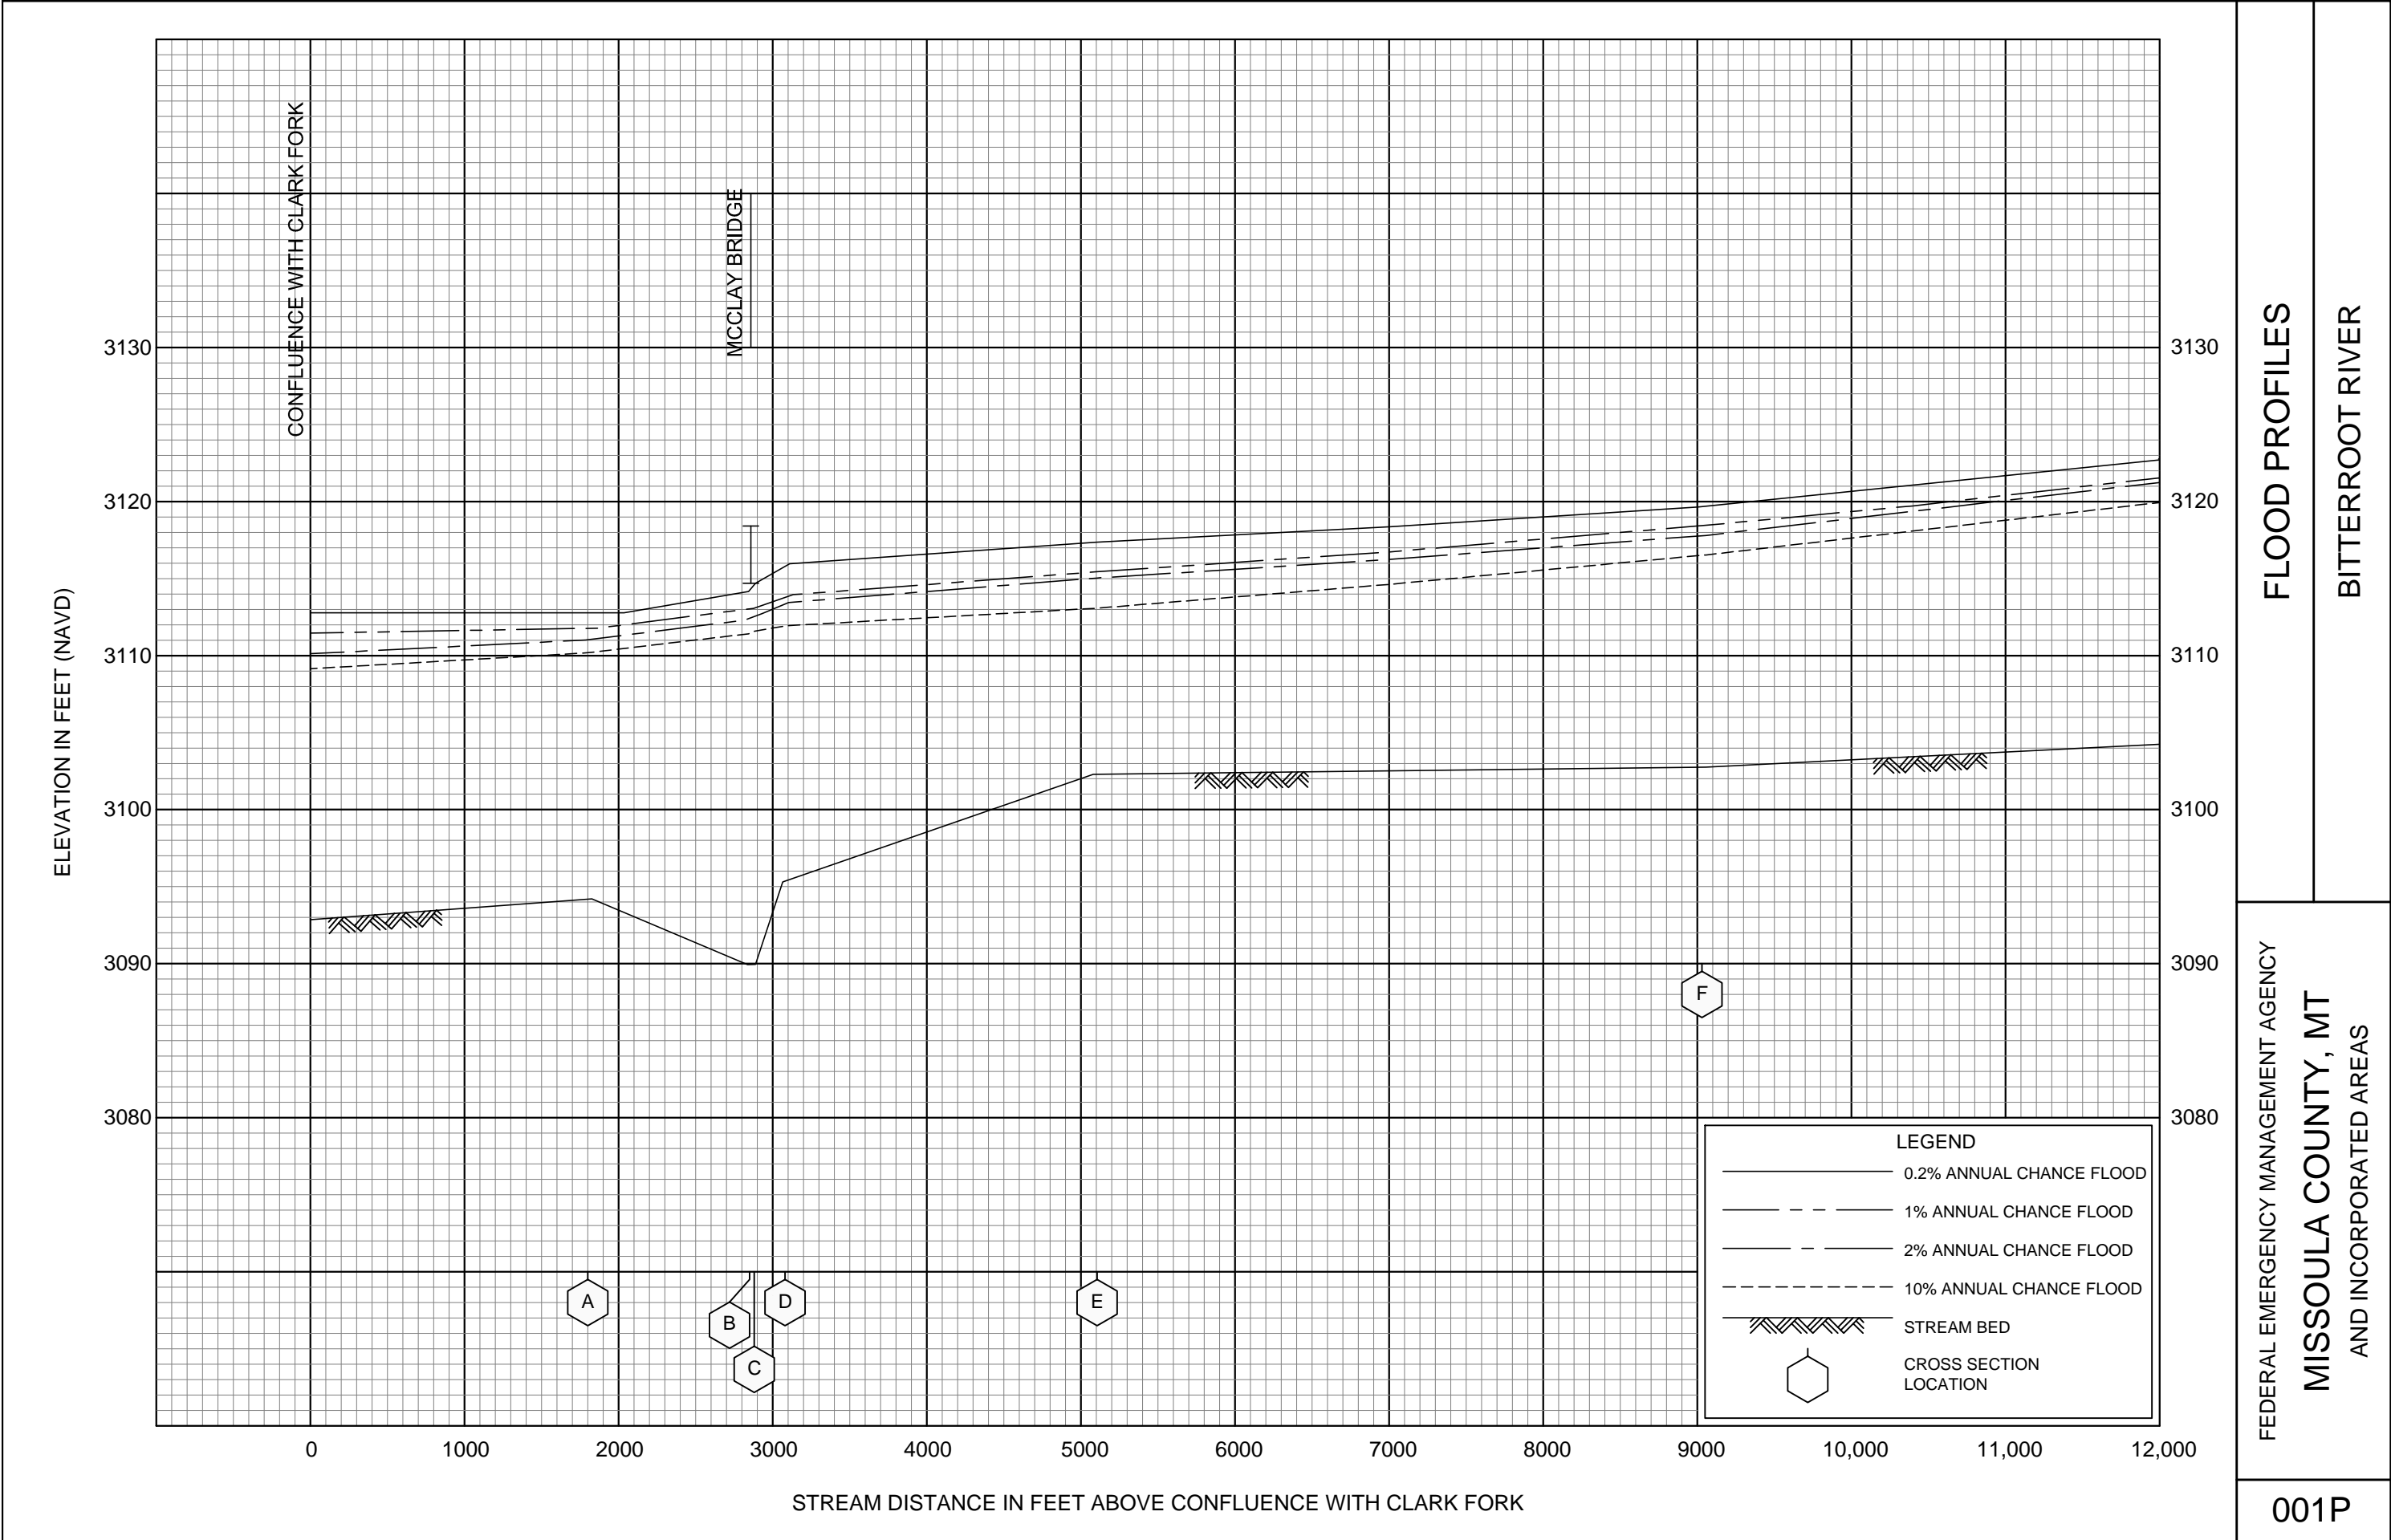 CONFLUENCE WITH CLARK FORK
MCCLAY BRIDGE
ELEVATION IN FEET (NAVD)
3130
3120
3110
3100
3090
3080
3130
3120
3110
3100
3090
3080
A
B
C
D
E
F
LEGEND
0.2% ANNUAL CHANCE FLOOD
1% ANNUAL CHANCE FLOOD
2% ANNUAL CHANCE FLOOD
10% ANNUAL CHANCE FLOOD
STREAM BED
CROSS SECTION
LOCATION
0 1000 2000 3000 4000 5000 6000 7000 8000 9000 10,000 11,000 12,000
STREAM DISTANCE IN FEET ABOVE CONFLUENCE WITH CLARK FORK
FLOOD PROFILES
BITTERROOT RIVER
FEDERAL EMERGENCY MANAGEMENT AGENCY
MISSOULA COUNTY, MT
AND INCORPORATED AREAS
001P